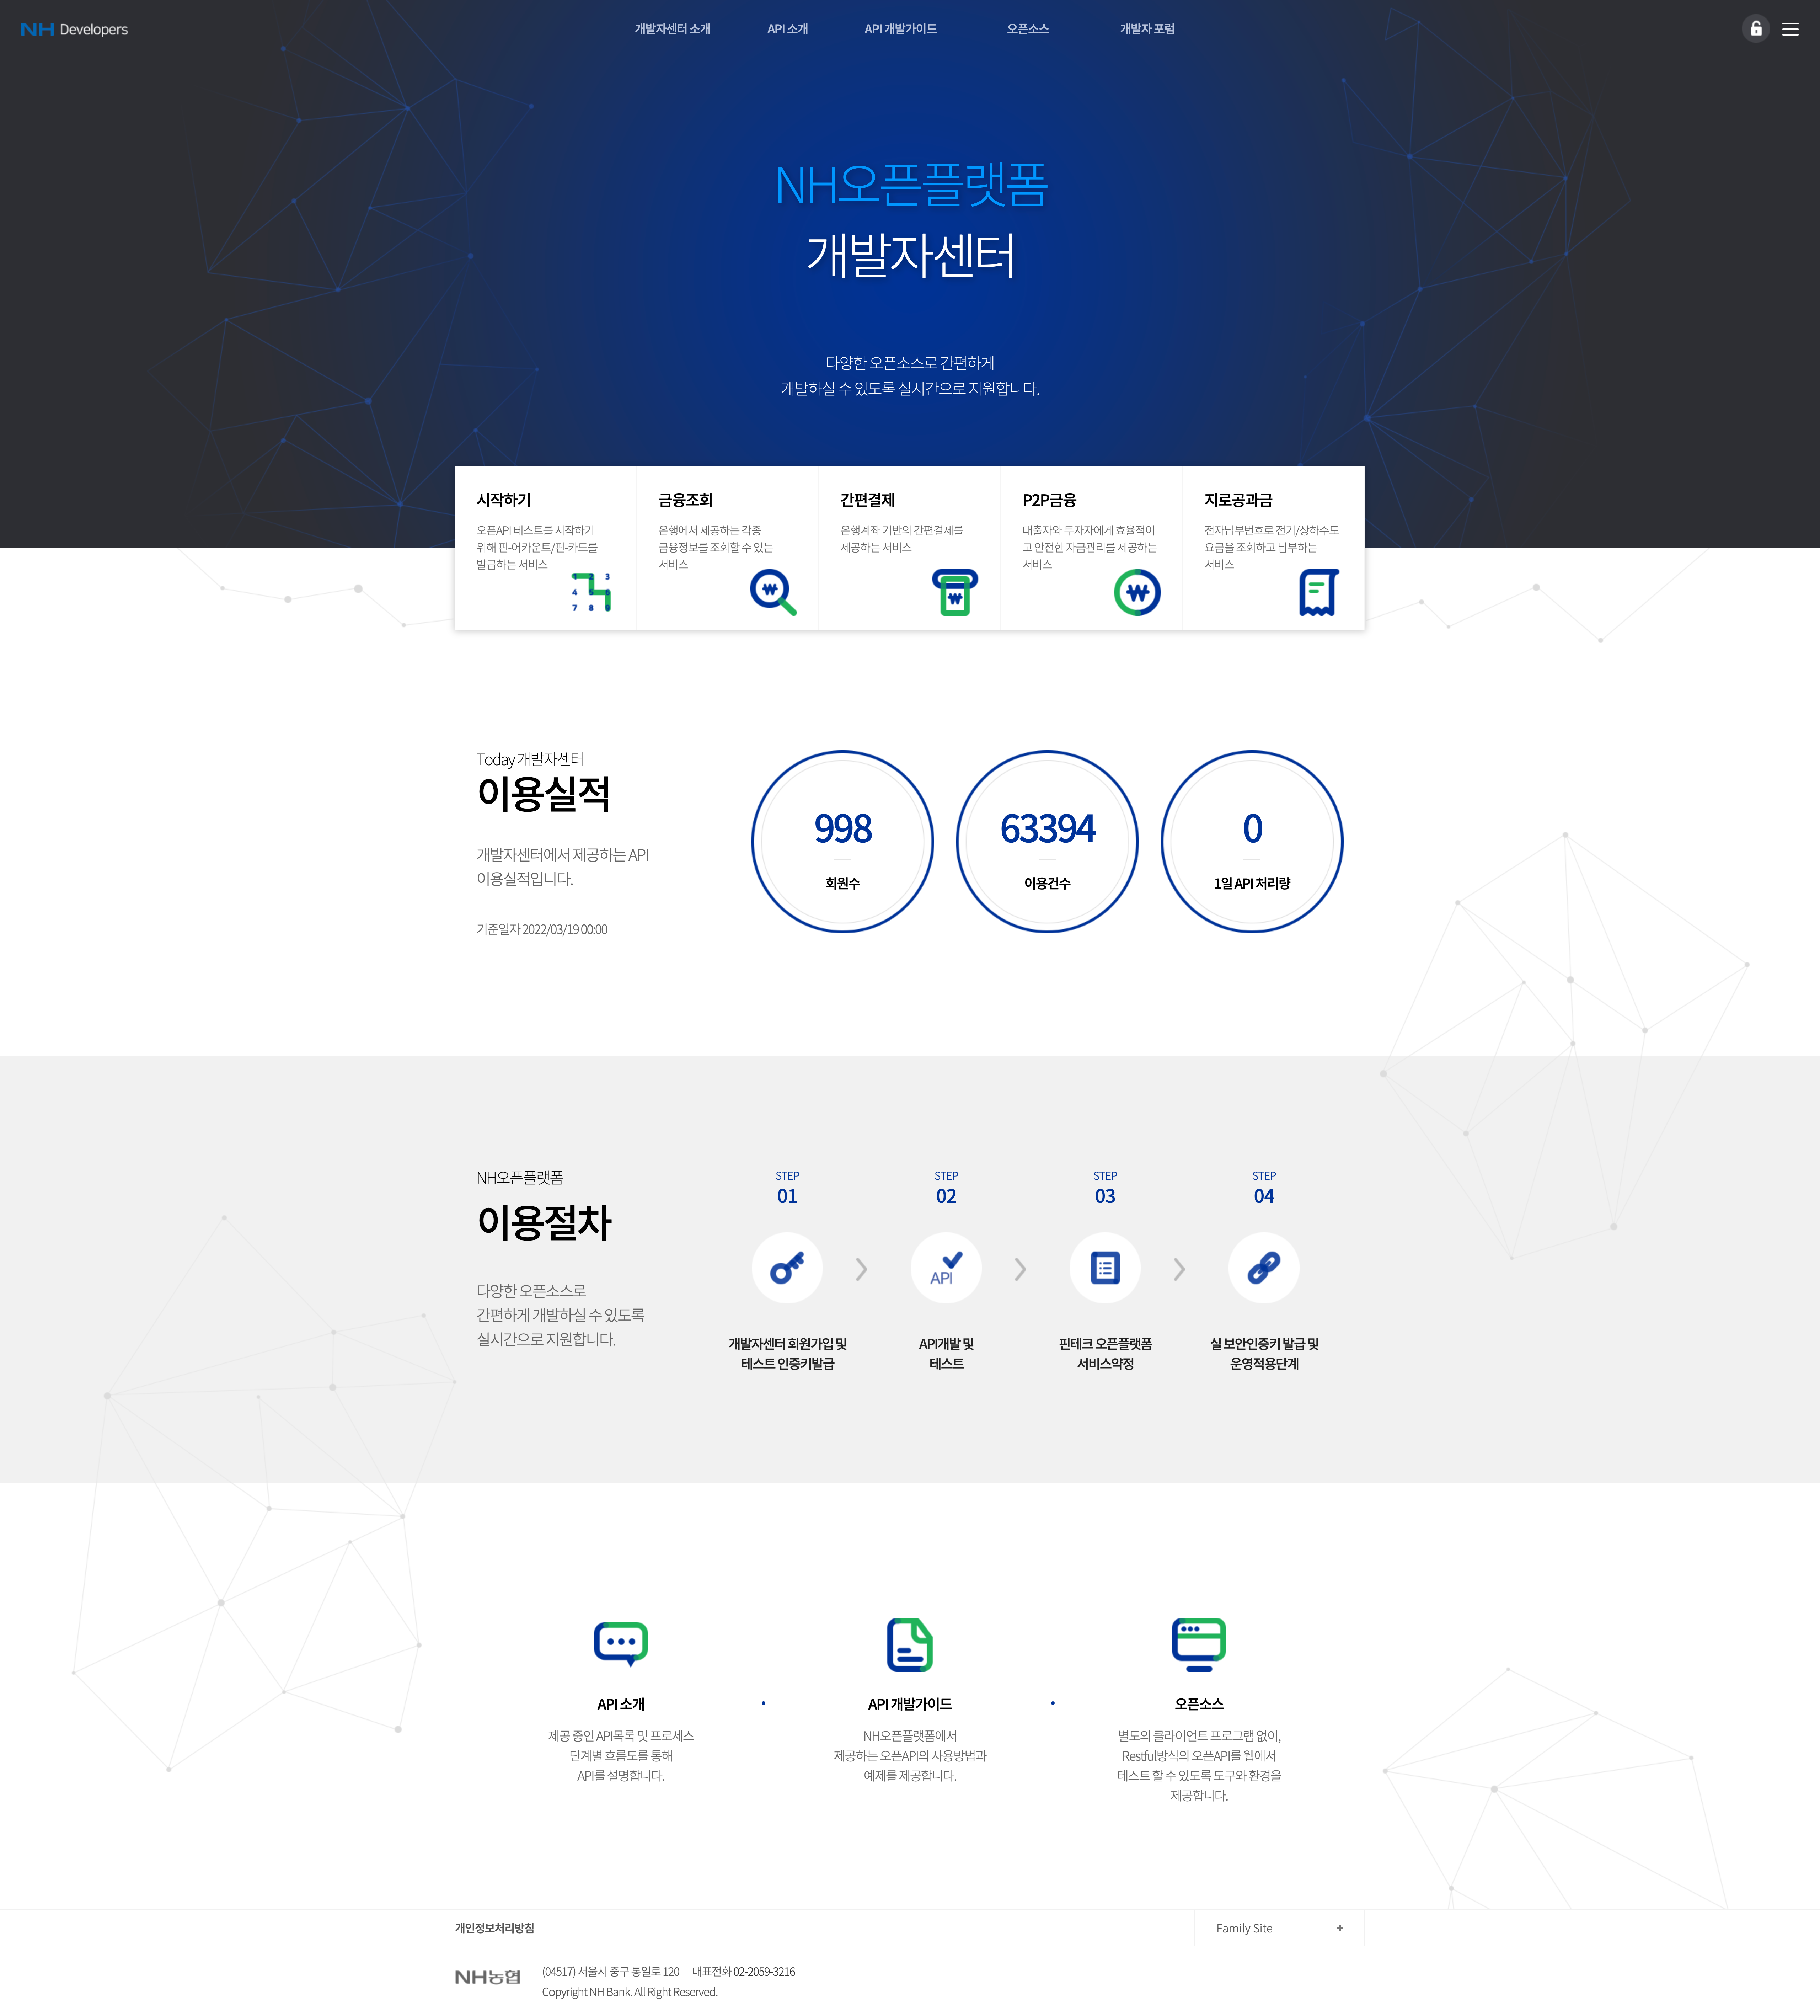 NH Developers
개발자센터 소개
API 소개
API 개발가이드
오픈소스
개발자 포럼
NH오픈플랫폼
개발자센터
다양한 오픈소스로 간편하게
개발하실 수 있도록 실시간으로 지원합니다.
시작하기
오픈API 테스트를 시작하기
위해 핀-어카운트/핀-카드를
발급하는 서비스
1 2 3
4 5 6
7 8 9
금융조회
은행에서 제공하는 각종
금융정보를 조회할 수 있는
서비스
간편결제
은행계좌 기반의 간편결제를
제공하는 서비스
P2P금융
대출자와 투자자에게 효율적이
고 안전한 자금관리를 제공하는
서비스
지로공과금
전자납부번호로 전기/상하수도
요금을 조회하고 납부하는
서비스
Today 개발자센터
이용실적
개발자센터에서 제공하는 API
이용실적입니다.
기준일자 2022/03/19 00:00
998
회원수
63394
이용건수
0
1일 API 처리량
NH오픈플랫폼
이용절차
다양한 오픈소스로
간편하게 개발하실 수 있도록
실시간으로 지원합니다.
STEP
01
개발자센터 회원가입 및
테스트 인증키발급
STEP
02
API
API개발 및
테스트
STEP
03
핀테크 오픈플랫폼
서비스약정
STEP
04
실 보안인증키 발급 및
운영적용단계
API 소개
제공 중인 API목록 및 프로세스
단계별 흐름도를 통해
API를 설명합니다.
API 개발가이드
NH오픈플랫폼에서
제공하는 오픈API의 사용방법과
예제를 제공합니다.
오픈소스
별도의 클라이언트 프로그램 없이,
Restful방식의 오픈API를 웹에서
테스트 할 수 있도록 도구와 환경을
제공합니다.
개인정보처리방침
Family Site +
NH농협
(04517) 서울시 중구 통일로 120 대표전화 02-2059-3216
Copyright NH Bank. All Right Reserved.